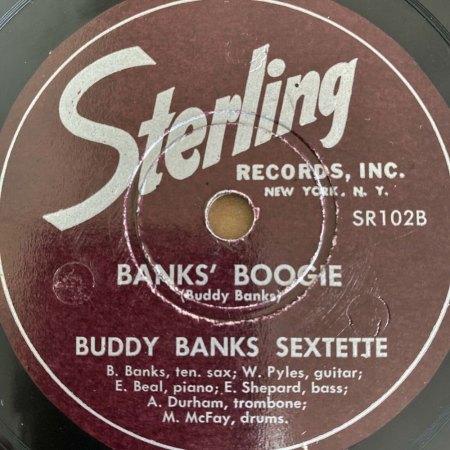 Sterling
RECORDS, INC.
NEW YORK, N. Y.
SR102B
BANKS' BOOGIE
(Buddy Banks)
BUDDY BANKS SEXTETTE
B. Banks, ten. sax; W. Pyles, guitar;
E. Beal, piano; E. Shepard, bass;
A. Durham, trombone;
M. McFay, drums.